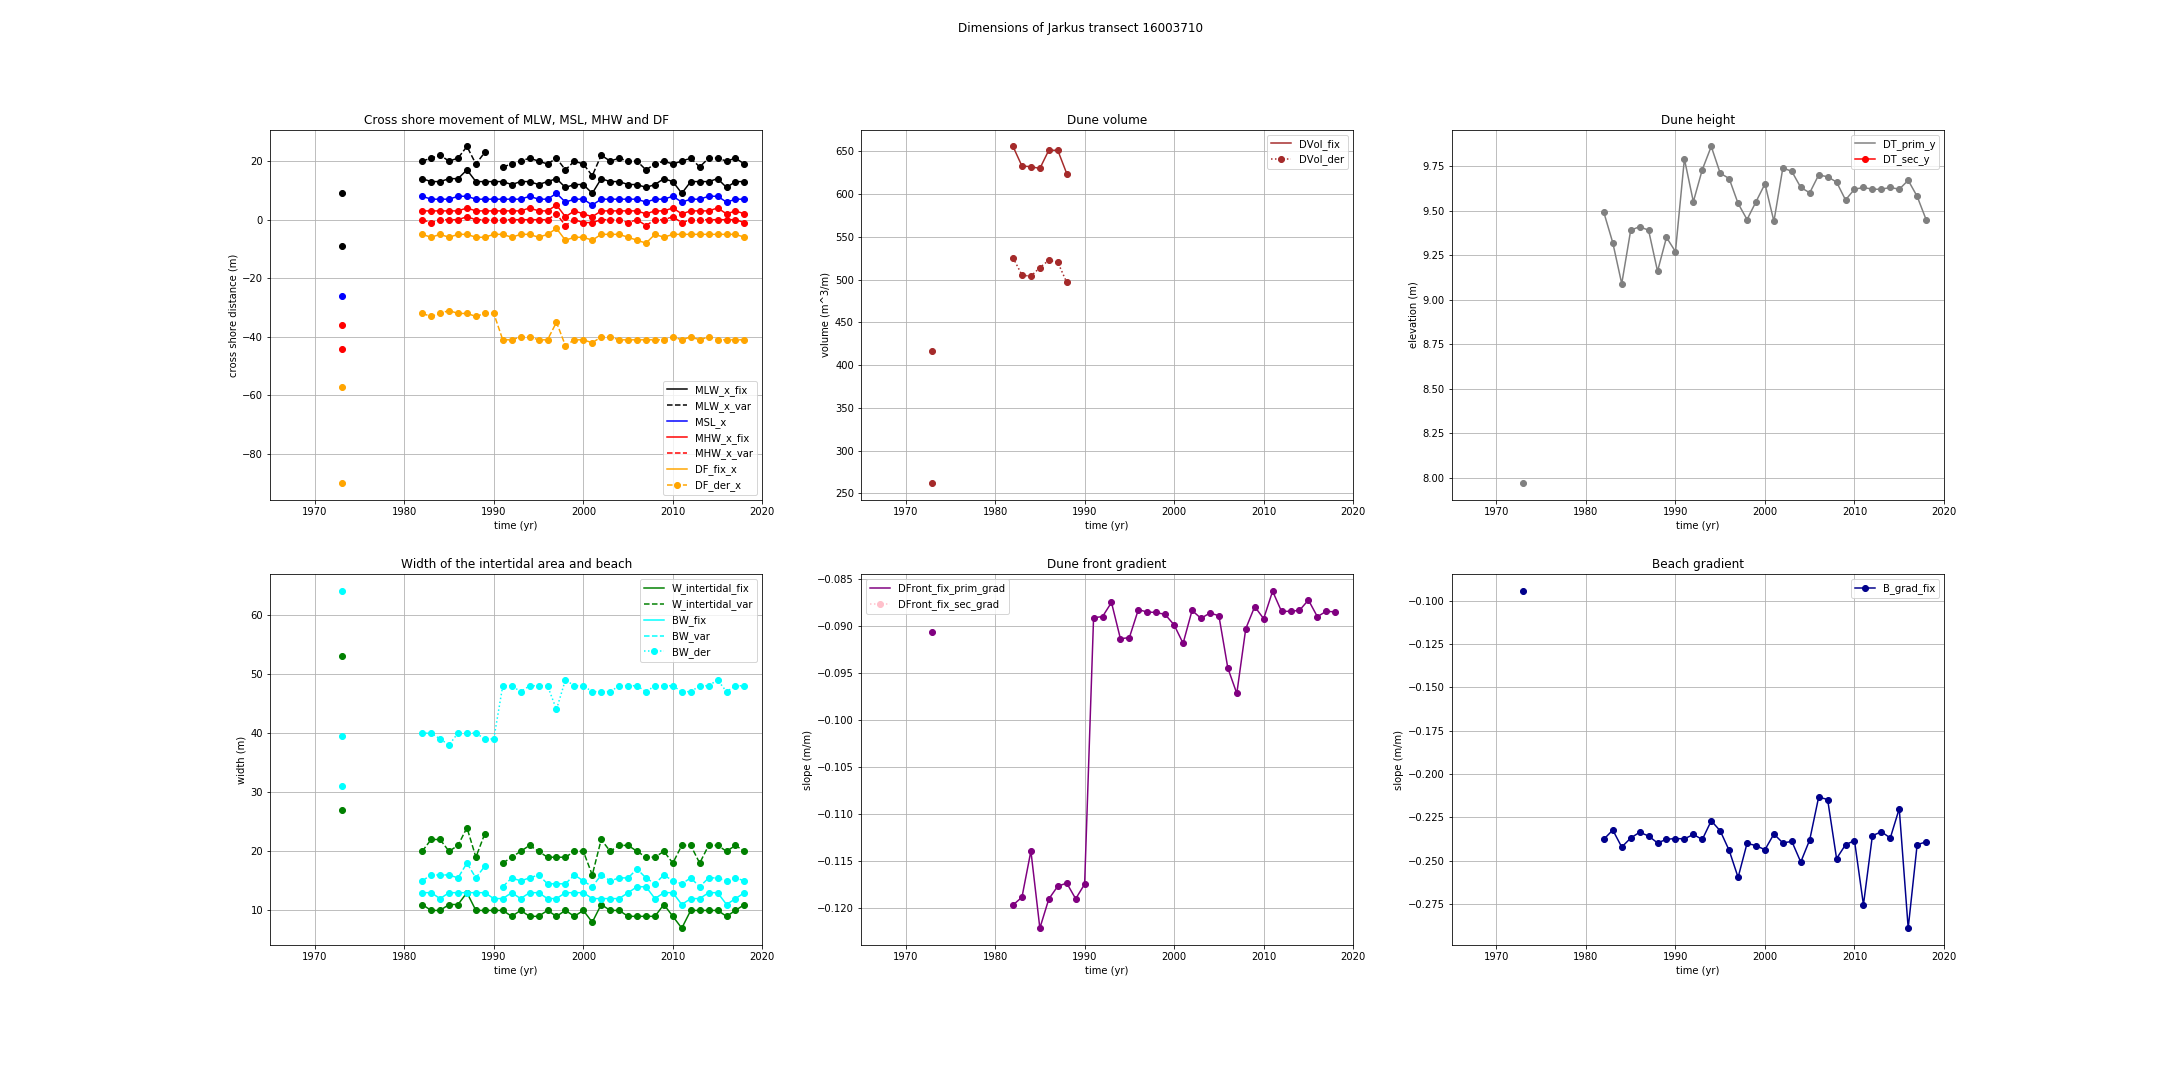 Dimensions of Jarkus transect 16003710
Cross shore movement of MLW, MSL, MHW and DF
cross shore distance (m)
20
0
−20
−40
−60
−80
MLW_x_fix
MLW_x_var
MSL_x
MHW_x_fix
MHW_x_var
DF_fix_x
DF_der_x
1970 1980 1990 2000 2010 2020
time (yr)
Dune volume
volume (m^3/m)
650
600
550
500
450
400
350
300
250
DVol_fix
DVol_der
1970 1980 1990 2000 2010 2020
time (yr)
Dune height
elevation (m)
9.75
9.50
9.25
9.00
8.75
8.50
8.25
8.00
DT_prim_y
DT_sec_y
1970 1980 1990 2000 2010 2020
time (yr)
Width of the intertidal area and beach
width (m)
60
50
40
30
20
10
W_intertidal_fix
W_intertidal_var
BW_fix
BW_var
BW_der
1970 1980 1990 2000 2010 2020
time (yr)
Dune front gradient
slope (m/m)
−0.085
−0.090
−0.095
−0.100
−0.105
−0.110
−0.115
−0.120
DFront_fix_prim_grad
DFront_fix_sec_grad
1970 1980 1990 2000 2010 2020
time (yr)
Beach gradient
slope (m/m)
−0.100
−0.125
−0.150
−0.175
−0.200
−0.225
−0.250
−0.275
B_grad_fix
1970 1980 1990 2000 2010 2020
time (yr)